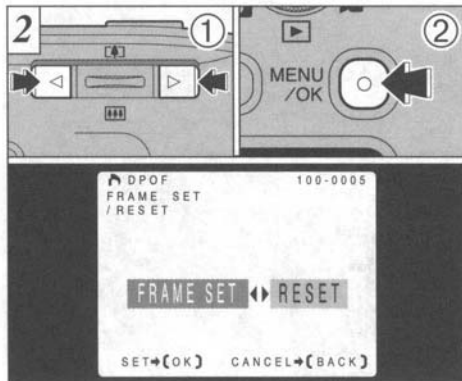 2
①
②
MENU
/OK
DPOF 100-0005
FRAME SET
/RESET
FRAME SET RESET
SET➔[OK] CANCEL➔[BACK]